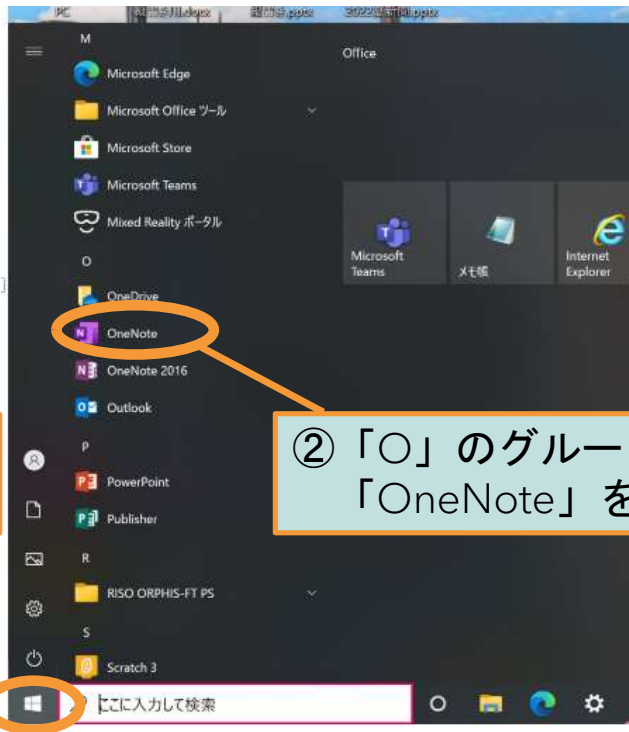 PC
M
Microsoft Edge
Microsoft Office ツール
Microsoft Store
Microsoft Teams
Mixed Reality ポータル
O
OneDrive
OneNote
OneNote 2016
Outlook
P
PowerPoint
Publisher
R
RISO ORPHIS-FT PS
S
Scratch 3
ここに入力して検索
Office
Microsoft
Teams
メモ帳
Internet
Explorer
②「O」のグルー
「OneNote」を